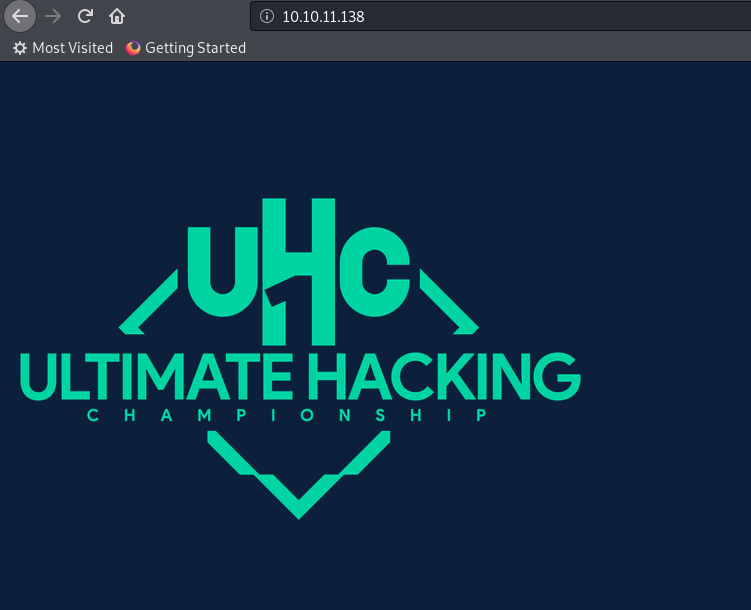 10.10.11.138
Most Visited Getting Started
UHC
ULTIMATE HACKING
CHAMPIONSHIP